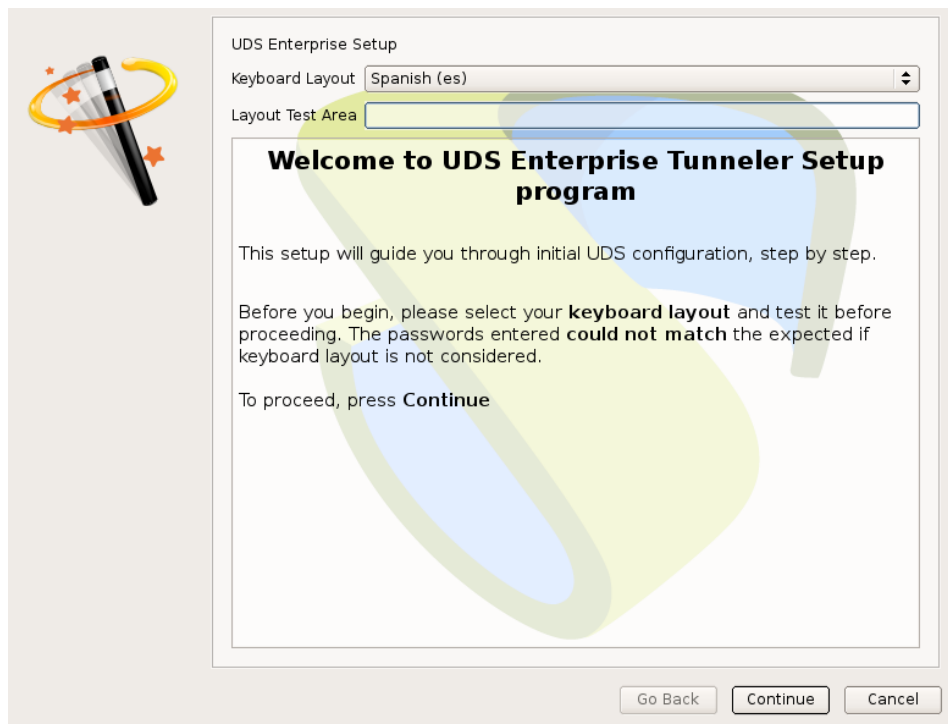 UDS Enterprise Setup
Keyboard Layout Spanish (es)
Layout Test Area
Welcome to UDS Enterprise Tunneler Setup
program
This setup will guide you through initial UDS configuration, step by step.
Before you begin, please select your keyboard layout and test it before
proceeding. The passwords entered could not match the expected if
keyboard layout is not considered.
To proceed, press Continue
Go Back Continue Cancel